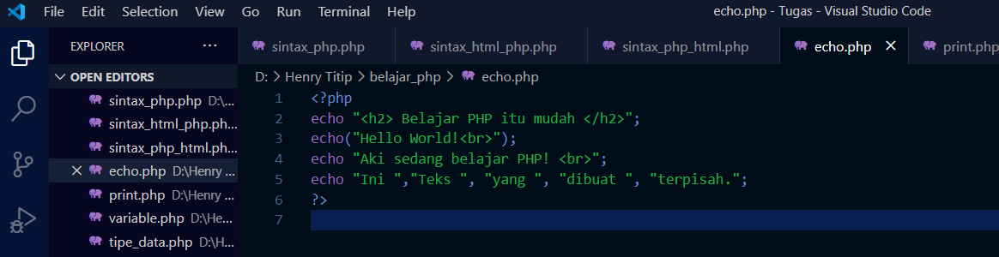 File Edit Selection View Go Run Terminal Help echo.php - Tugas - Visual Studio Code
EXPLORER ··· sintax_php.php sintax_html_php.php sintax_php_html.php echo.php × print.php
OPEN EDITORS
sintax_php.php D:\...
sintax_html_php.ph...
sintax_php_html.ph...
× echo.php D:\Henry ...
print.php D:\Henry ...
variable.php D:\He...
tipe_data.php D:\H...
D: > Henry Titip > belajar_php > echo.php
1 <?php
2 echo "<h2> Belajar PHP itu mudah </h2>";
3 echo("Hello World!<br>");
4 echo "Aki sedang belajar PHP! <br>";
5 echo "Ini ","Teks ", "yang ", "dibuat ", "terpisah.";
6 ?>
7